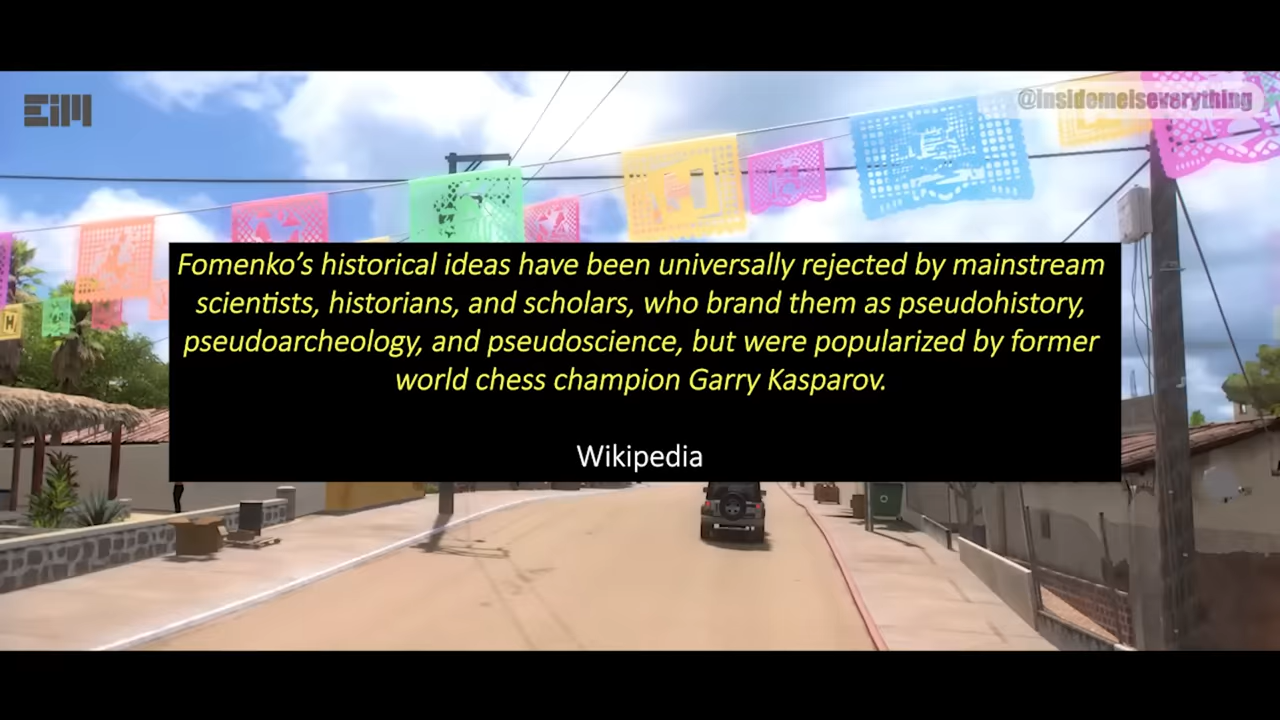 EiM
@insidemeiseverything
Fomenko’s historical ideas have been universally rejected by mainstream
scientists, historians, and scholars, who brand them as pseudohistory,
pseudoarcheology, and pseudoscience, but were popularized by former
world chess champion Garry Kasparov.
Wikipedia